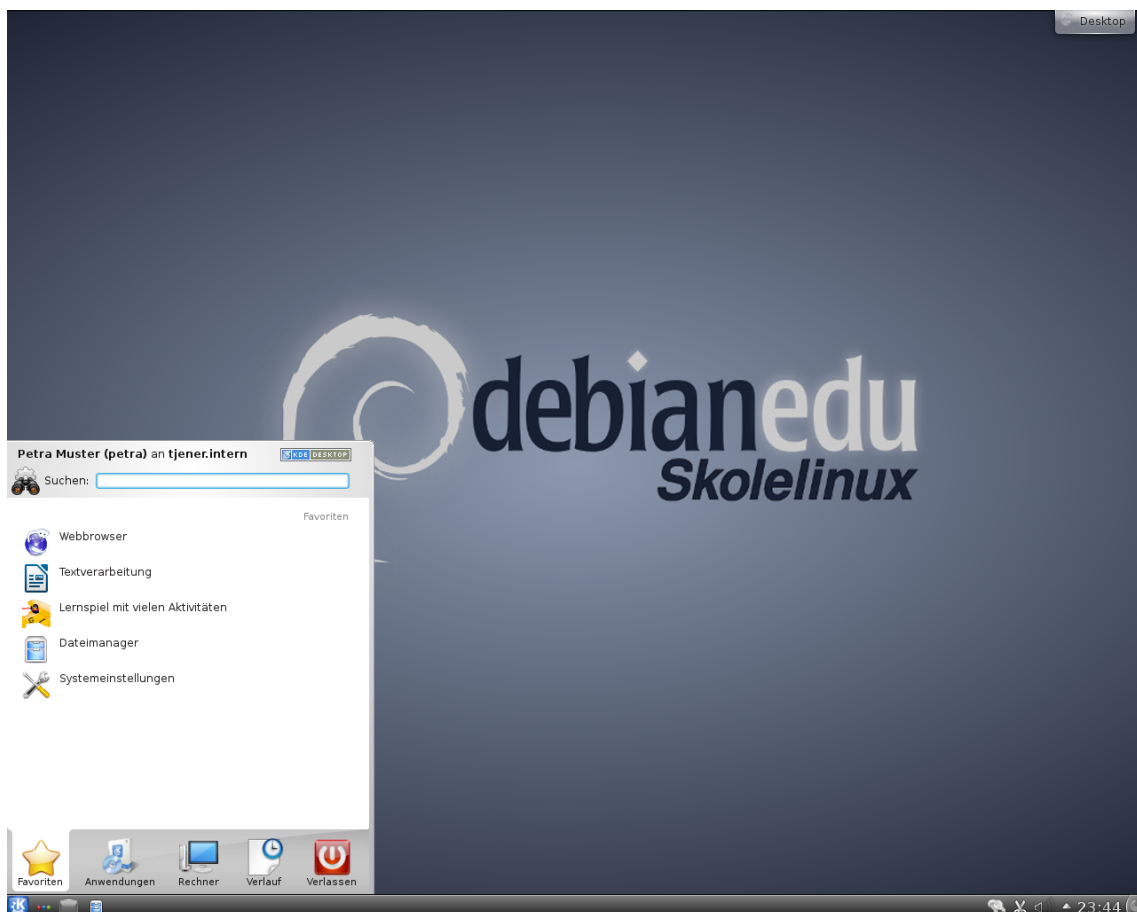 Desktop
debianedu
Skolelinux
Petra Muster (petra) an tjener.intern
KDE DESKTOP
Suchen:
Favoriten
Webbrowser
Textverarbeitung
Lernspiel mit vielen Aktivitäten
Dateimanager
Systemeinstellungen
Favoriten
Anwendungen
Rechner
Verlauf
Verlassen
23:44